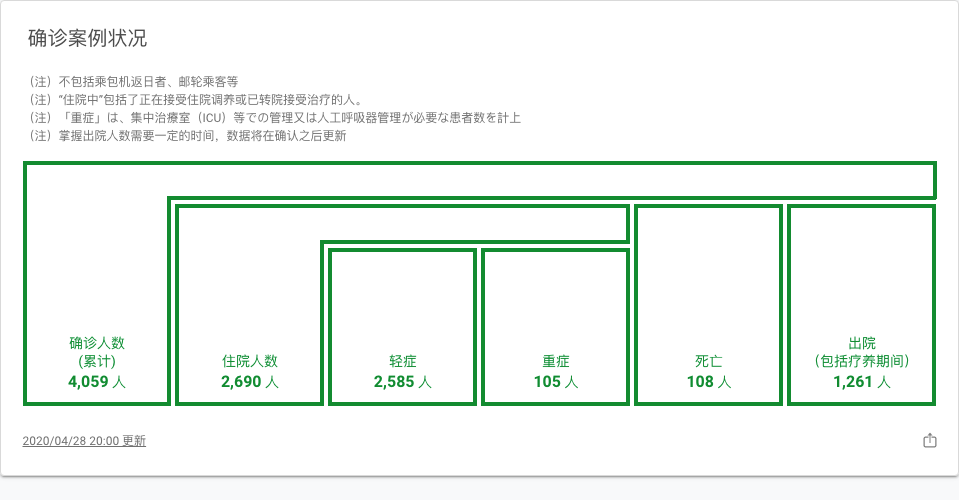 确诊案例状况
（注）不包括乘包机返日者、邮轮乘客等
（注）“住院中”包括了正在接受住院调养或已转院接受治疗的人。
（注）「重症」は、集中治療室（ICU）等での管理又は人工呼吸器管理が必要な患者数を計上
（注）掌握出院人数需要一定的时间，数据将在确认之后更新
确诊人数
(累计)
4,059 人
住院人数
2,690 人
轻症
2,585 人
重症
105 人
死亡
108 人
出院
（包括疗养期间）
1,261 人
2020/04/28 20:00 更新